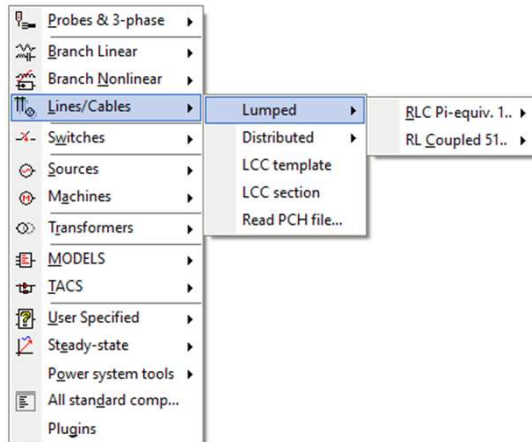 Probes & 3-phase
Branch Linear
Branch Nonlinear
Lines/Cables
Switches
Sources
Machines
Transformers
MODELS
TACS
User Specified
Steady-state
Power system tools
All standard comp...
Plugins
Lumped
Distributed
LCC template
LCC section
Read PCH file...
RLC Pi-equiv. 1..
RL Coupled 51..